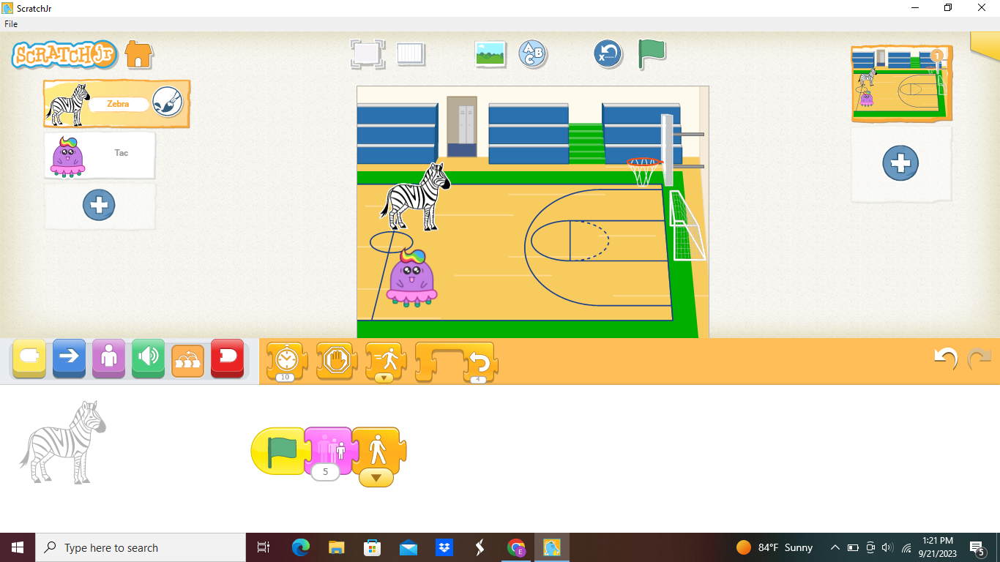 ScratchJr
File
SCRATCHJr
ABC
x
1
Zebra
Tac
10
4
5
Type here to search
E
84°F Sunny
1:21 PM
9/21/2023
5